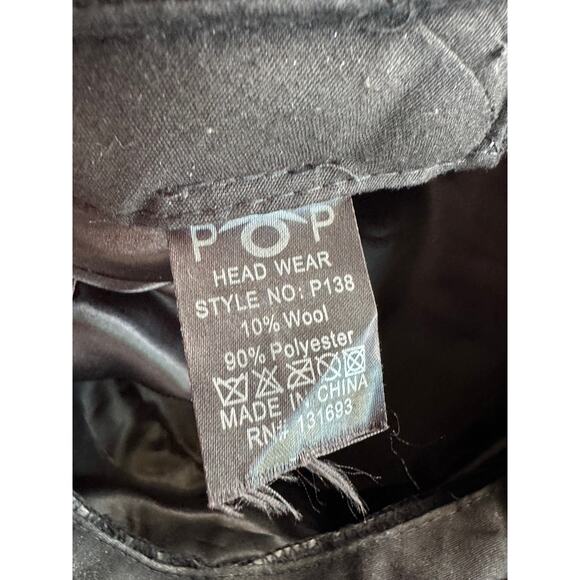 POP
HEAD WEAR
STYLE NO: P138
10% Wool
90% Polyester
MADE IN CHINA
RN# 131693